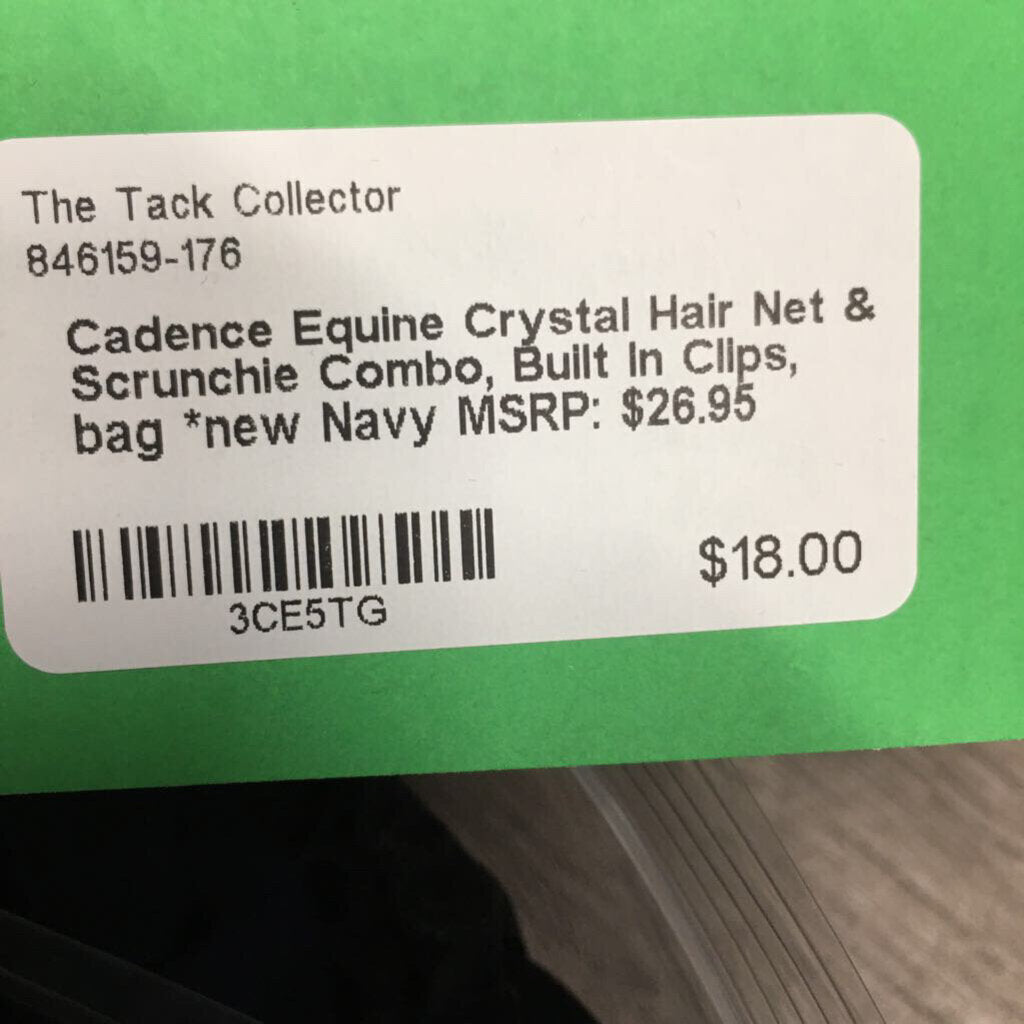 The Tack Collector
846159-176
Cadence Equine Crystal Hair Net &
Scrunchie Combo, Built In Clips,
bag *new Navy MSRP: $26.95
3CE5TG
$18.00